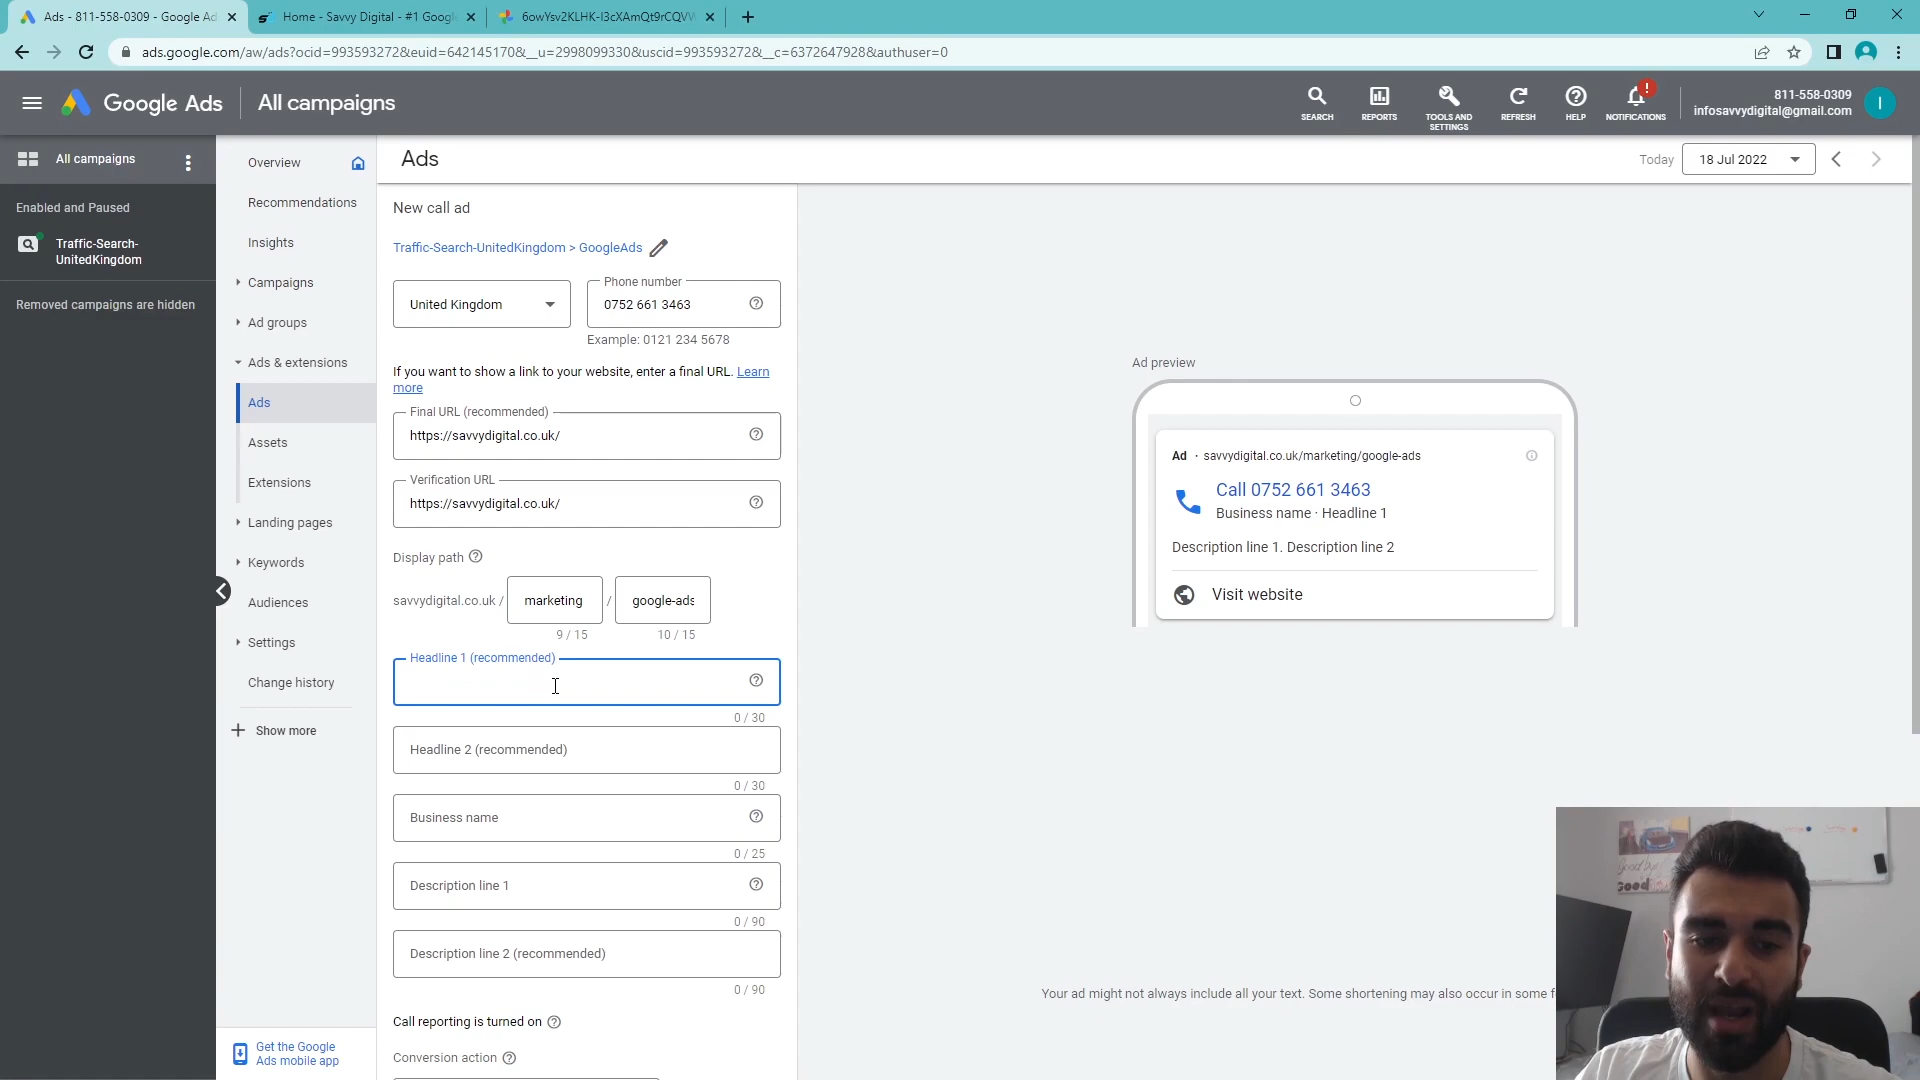 Ads - 811-558-0309 - Google Ad
Home - Savvy Digital - #1 Googl
6owYsv2KLHK-I3cXAmQt9rCQV
ads.google.com/aw/ads?ocid=993593272&euid=642145170&__u=2998099330&uscid=993593272&__c=6372647928&authuser=0
Google Ads
All campaigns
SEARCH
REPORTS
TOOLS AND
SETTINGS
REFRESH
HELP
!
NOTIFICATIONS
811-558-0309
infosavvydigital@gmail.com
I
All campaigns
Enabled and Paused
Traffic-Search-
UnitedKingdom
Removed campaigns are hidden
Overview
Recommendations
Insights
Campaigns
Ad groups
Ads & extensions
Ads
Assets
Extensions
Landing pages
Keywords
Audiences
Settings
Change history
Show more
Get the Google
Ads mobile app
Ads
Today
18 Jul 2022
New call ad
Traffic-Search-UnitedKingdom > GoogleAds
United Kingdom
Phone number
0752 661 3463
Example: 0121 234 5678
If you want to show a link to your website, enter a final URL. Learn
more
Final URL (recommended)
https://savvydigital.co.uk/
Verification URL
https://savvydigital.co.uk/
Display path
savvydigital.co.uk / marketing / google-ads
9 / 15
10 / 15
Headline 1 (recommended)
0 / 30
Headline 2 (recommended)
0 / 30
Business name
0 / 25
Description line 1
0 / 90
Description line 2 (recommended)
0 / 90
Call reporting is turned on
Conversion action
Ad preview
Ad · savvydigital.co.uk/marketing/google-ads
Call 0752 661 3463
Business name · Headline 1
Description line 1. Description line 2
Visit website
Your ad might not always include all your text. Some shortening may also occur in some f